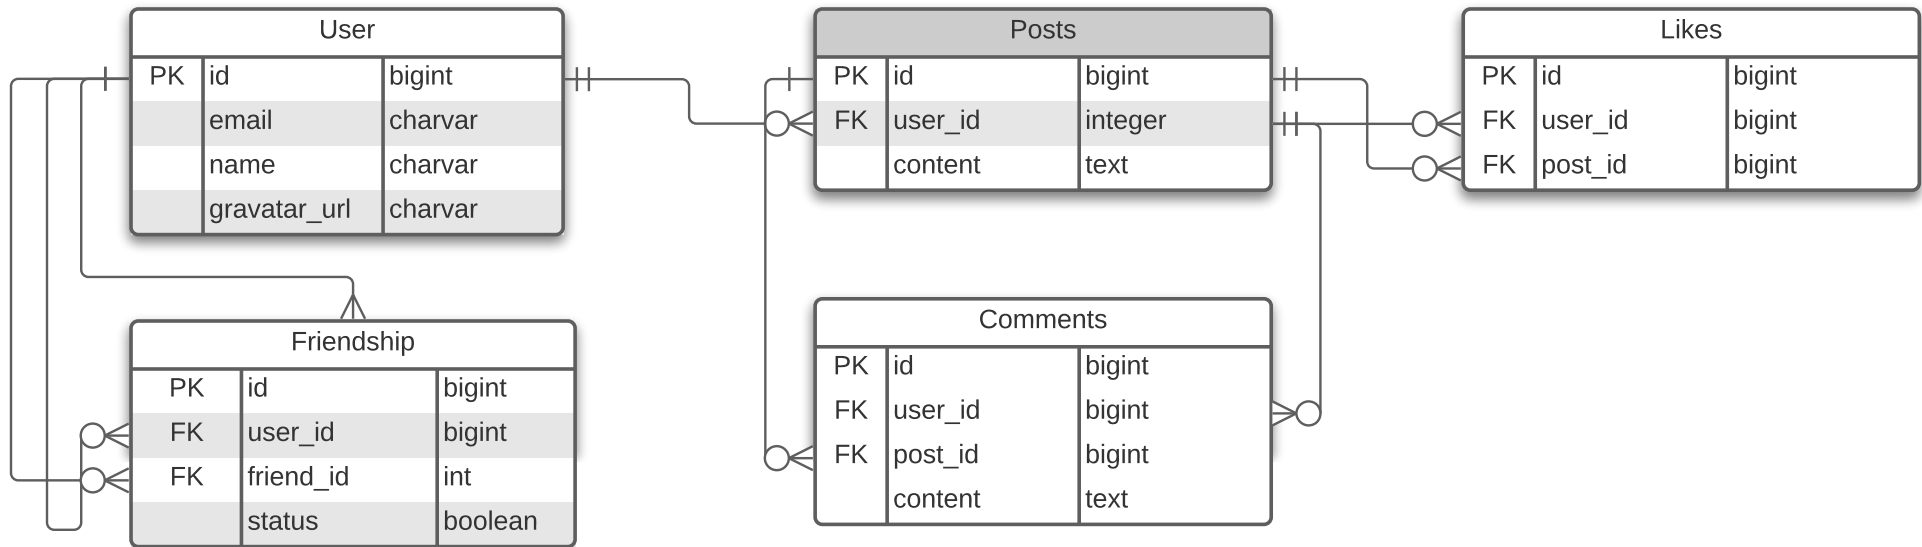 User
PK id bigint
email charvar
name charvar
gravatar_url charvar
Posts
PK id bigint
FK user_id integer
content text
Likes
PK id bigint
FK user_id bigint
FK post_id bigint
Friendship
PK id bigint
FK user_id bigint
FK friend_id int
status boolean
Comments
PK id bigint
FK user_id bigint
FK post_id bigint
content text